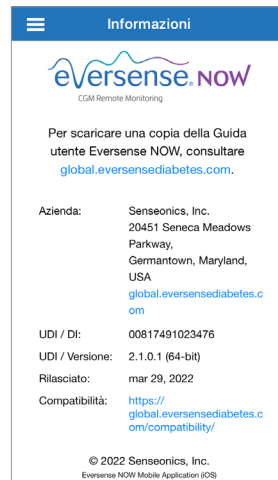 Informazioni
eversense. NOW
CGM Remote Monitoring
Per scaricare una copia della Guida
utente Eversense NOW, consultare
global.eversensediabetes.com.
Azienda: Senseonics, Inc.
20451 Seneca Meadows
Parkway,
Germantown, Maryland,
USA
global.eversensediabetes.c
om
UDI / DI: 00817491023476
UDI / Versione: 2.1.0.1 (64-bit)
Rilasciato: mar 29, 2022
Compatibilità: https://
global.eversensediabetes.c
om/compatibility/
© 2022 Senseonics, Inc.
Eversense NOW Mobile Application (iOS)